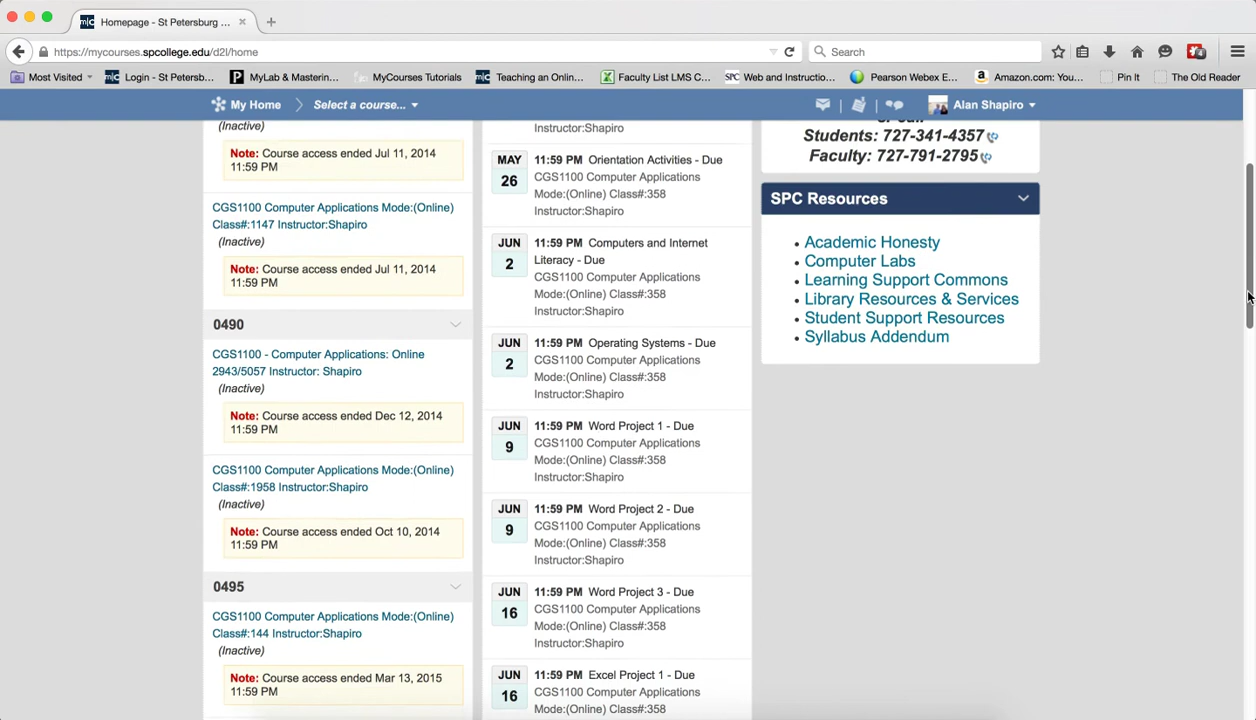 Homepage - St Petersburg ...
https://mycourses.spcollege.edu/d2l/home
Search
Most Visited
Login - St Petersb...
MyLab & Masterin...
MyCourses Tutorials
Teaching an Onlin...
Faculty List LMS C...
Web and Instructio...
Pearson Webex E...
Amazon.com: You...
Pin It
The Old Reader
My Home
Select a course...
Alan Shapiro
(Inactive)
Note: Course access ended Jul 11, 2014
11:59 PM
CGS1100 Computer Applications Mode:(Online)
Class#:1147 Instructor:Shapiro
(Inactive)
Note: Course access ended Jul 11, 2014
11:59 PM
0490
CGS1100 - Computer Applications: Online
2943/5057 Instructor: Shapiro
(Inactive)
Note: Course access ended Dec 12, 2014
11:59 PM
CGS1100 Computer Applications Mode:(Online)
Class#:1958 Instructor:Shapiro
(Inactive)
Note: Course access ended Oct 10, 2014
11:59 PM
0495
CGS1100 Computer Applications Mode:(Online)
Class#:144 Instructor:Shapiro
(Inactive)
Note: Course access ended Mar 13, 2015
11:59 PM
Instructor:Shapiro
MAY
26
11:59 PM Orientation Activities - Due
CGS1100 Computer Applications
Mode:(Online) Class#:358
Instructor:Shapiro
JUN
2
11:59 PM Computers and Internet
Literacy - Due
CGS1100 Computer Applications
Mode:(Online) Class#:358
Instructor:Shapiro
JUN
2
11:59 PM Operating Systems - Due
CGS1100 Computer Applications
Mode:(Online) Class#:358
Instructor:Shapiro
JUN
9
11:59 PM Word Project 1 - Due
CGS1100 Computer Applications
Mode:(Online) Class#:358
Instructor:Shapiro
JUN
9
11:59 PM Word Project 2 - Due
CGS1100 Computer Applications
Mode:(Online) Class#:358
Instructor:Shapiro
JUN
16
11:59 PM Word Project 3 - Due
CGS1100 Computer Applications
Mode:(Online) Class#:358
Instructor:Shapiro
JUN
16
11:59 PM Excel Project 1 - Due
CGS1100 Computer Applications
Mode:(Online) Class#:358
Students: 727-341-4357
Faculty: 727-791-2795
SPC Resources
Academic Honesty
Computer Labs
Learning Support Commons
Library Resources & Services
Student Support Resources
Syllabus Addendum